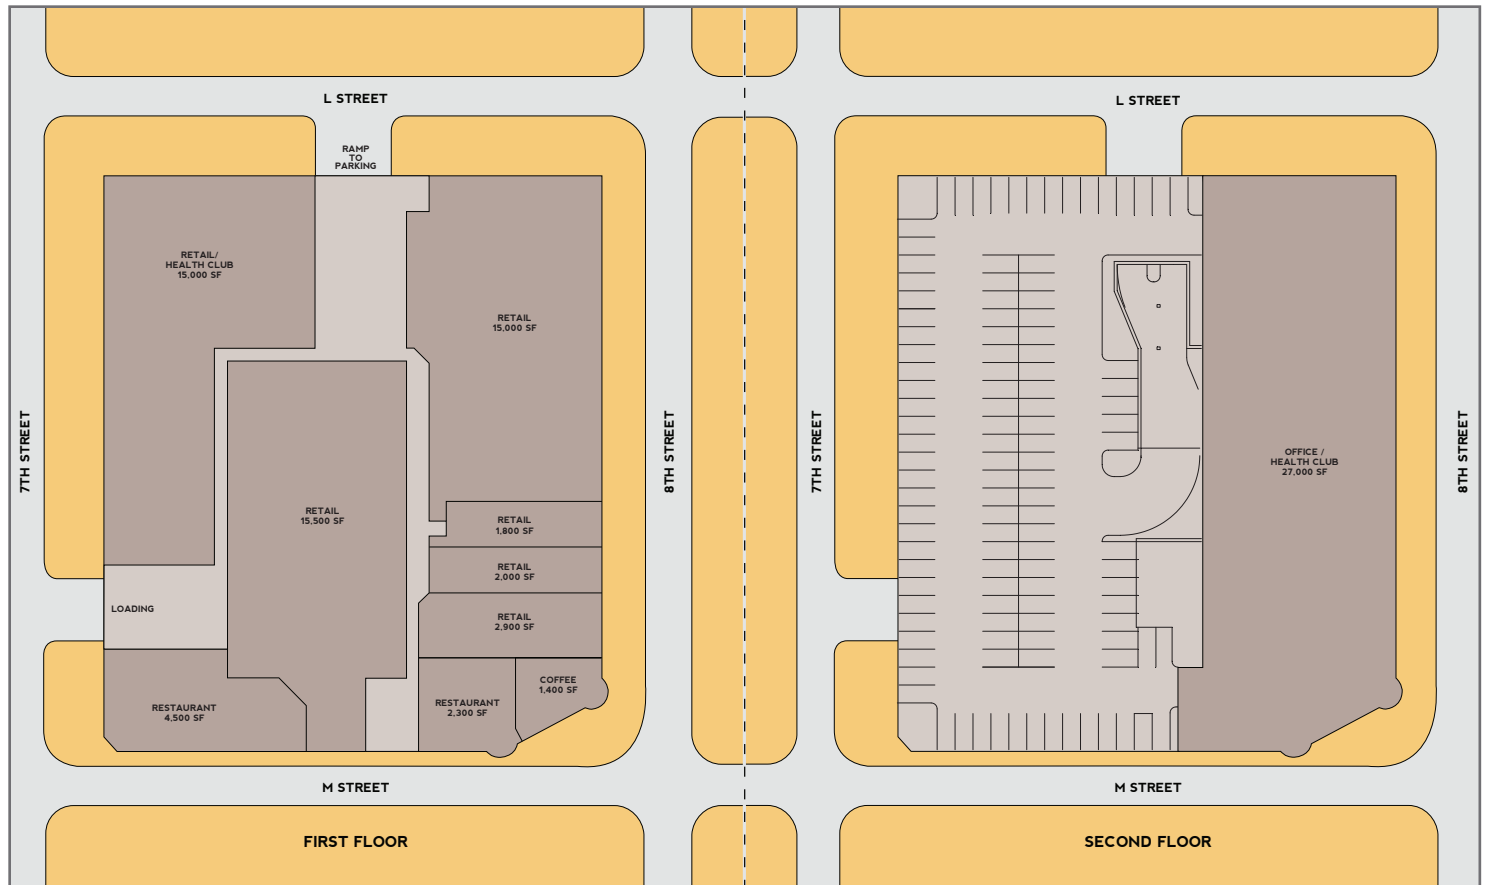 L STREET
RAMP
TO
PARKING
RETAIL/
HEALTH CLUB
15,000 SF
RETAIL
15,000 SF
7TH STREET
8TH STREET
RETAIL
15,500 SF
RETAIL
1,800 SF
RETAIL
2,000 SF
LOADING
RETAIL
2,900 SF
COFFEE
1,400 SF
RESTAURANT
4,500 SF
RESTAURANT
2,300 SF
M STREET
FIRST FLOOR
L STREET
7TH STREET
OFFICE /
HEALTH CLUB
27,000 SF
8TH STREET
M STREET
SECOND FLOOR